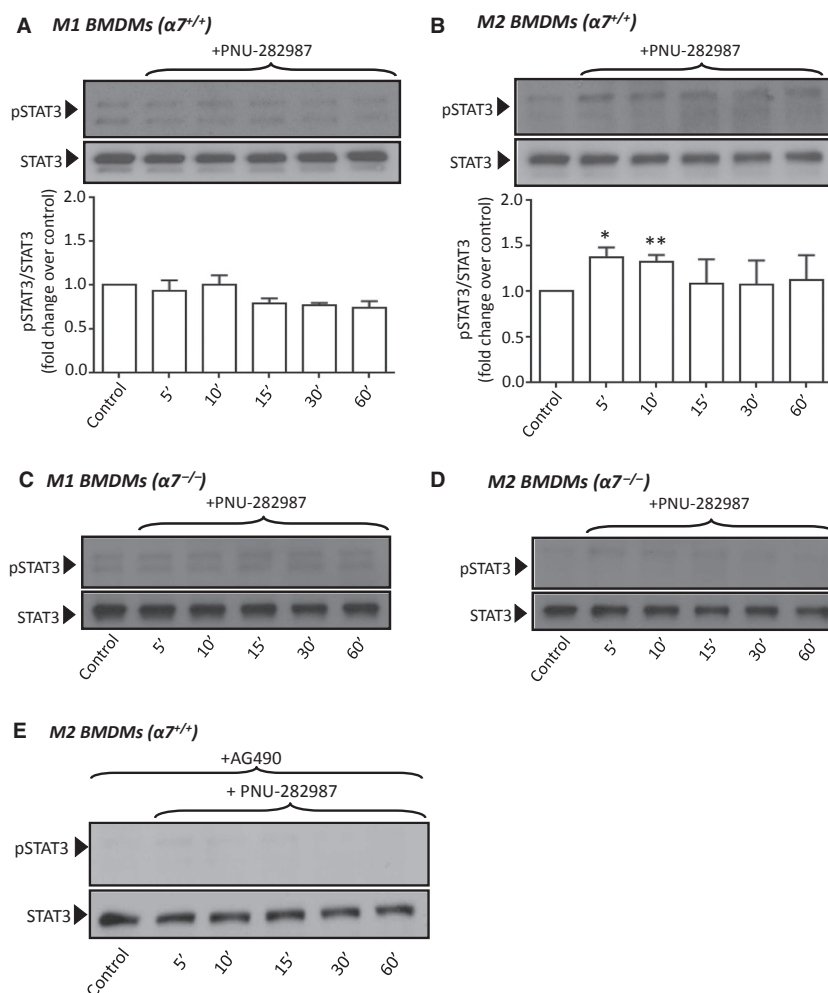 A M1 BMDMs (α7+/+)
+PNU-282987
pSTAT3
STAT3
pSTAT3/STAT3
(fold change over control)
2.0
1.5
1.0
0.5
0.0
Control 5′ 10′ 15′ 30′ 60′
B M2 BMDMs (α7+/+)
+PNU-282987
pSTAT3
STAT3
pSTAT3/STAT3
(fold change over control)
2.0
1.5
1.0
0.5
0.0
* **
Control 5′ 10′ 15′ 30′ 60′
C M1 BMDMs (α7−/−)
+PNU-282987
pSTAT3
STAT3
Control 5′ 10′ 15′ 30′ 60′
D M2 BMDMs (α7−/−)
+PNU-282987
pSTAT3
STAT3
Control 5′ 10′ 15′ 30′ 60′
E M2 BMDMs (α7+/+)
+AG490
+ PNU-282987
pSTAT3
STAT3
Control 5′ 10′ 15′ 30′ 60′